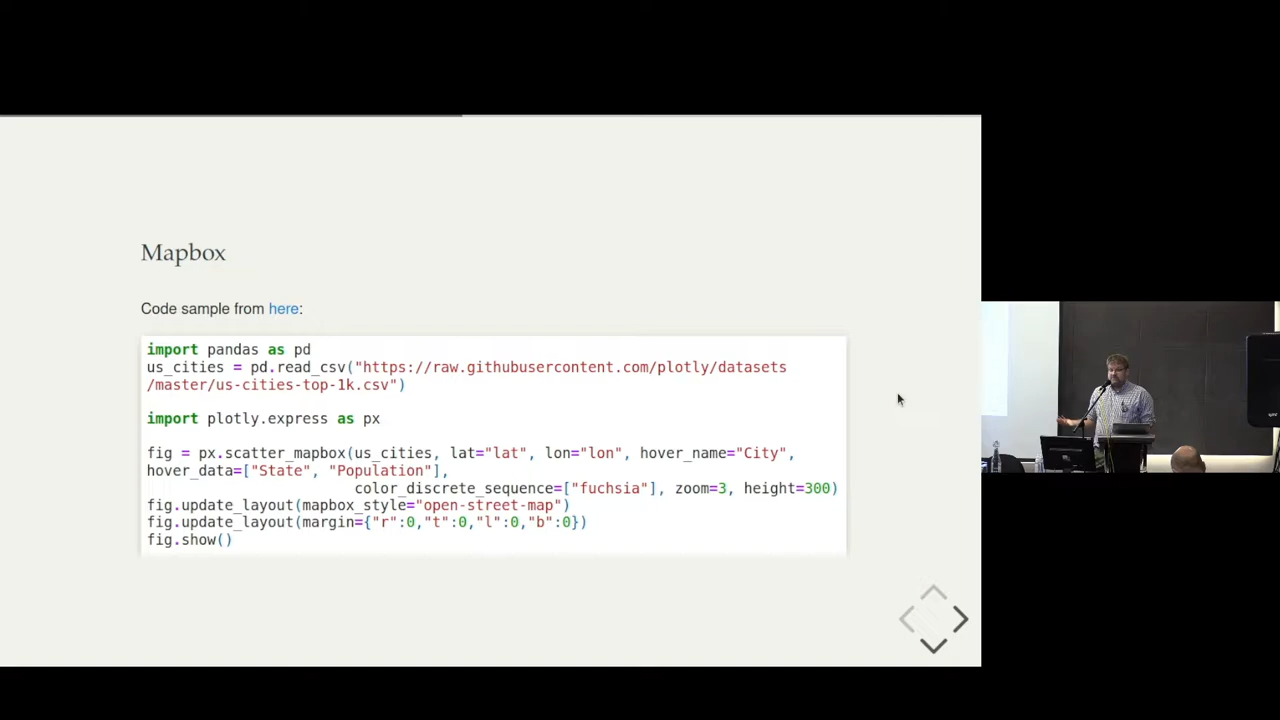 Mapbox
Code sample from here:
import pandas as pd
us_cities = pd.read_csv("https://raw.githubusercontent.com/plotly/datasets
/master/us-cities-top-1k.csv")
import plotly.express as px
fig = px.scatter_mapbox(us_cities, lat="lat", lon="lon", hover_name="City",
hover_data=["State", "Population"],
color_discrete_sequence=["fuchsia"], zoom=3, height=300)
fig.update_layout(mapbox_style="open-street-map")
fig.update_layout(margin={"r":0,"t":0,"l":0,"b":0})
fig.show()